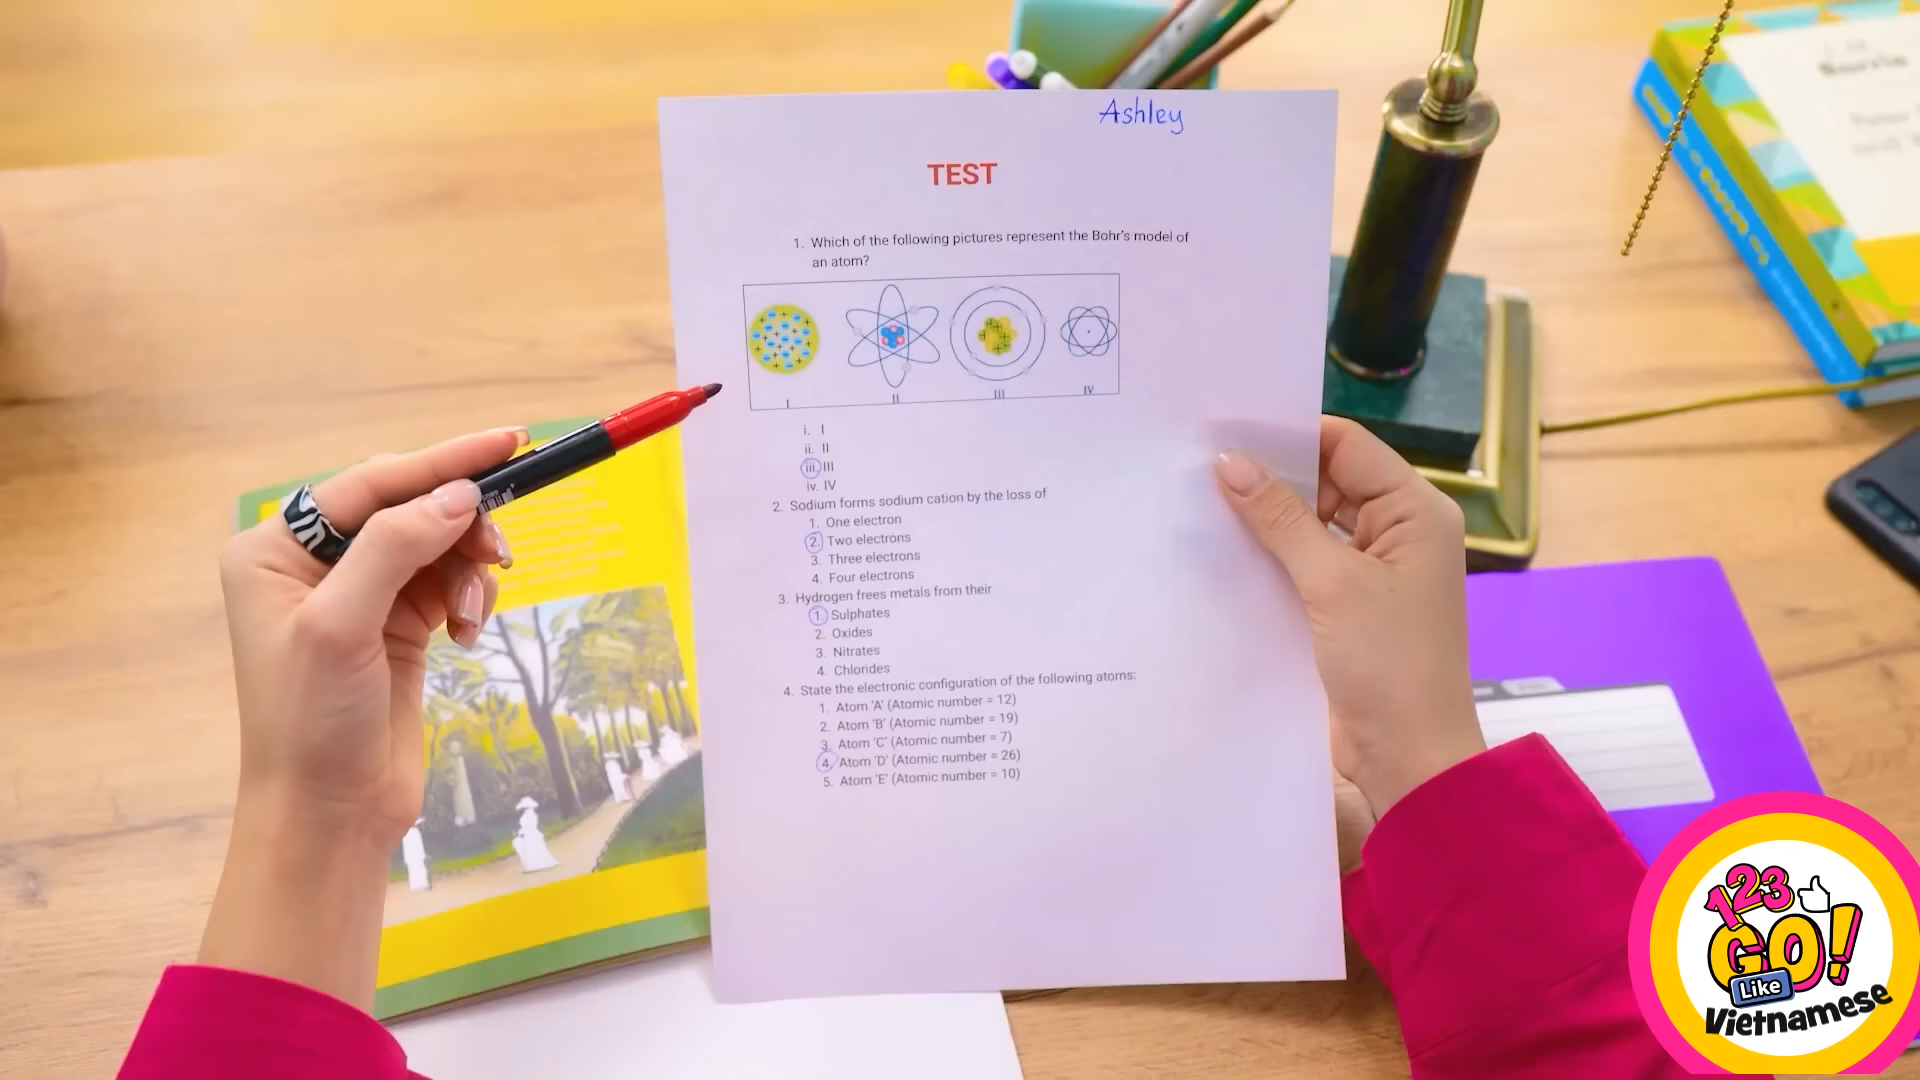 Ashley
TEST
1. Which of the following pictures represent the Bohr's model of
an atom?
I II III IV
i. I
ii. II
iii. III
iv. IV
2. Sodium forms sodium cation by the loss of
1. One electron
2. Two electrons
3. Three electrons
4. Four electrons
3. Hydrogen frees metals from their
1. Sulphates
2. Oxides
3. Nitrates
4. Chlorides
4. State the electronic configuration of the following atoms:
1. Atom 'A' (Atomic number = 12)
2. Atom 'B' (Atomic number = 19)
3. Atom 'C' (Atomic number = 7)
4. Atom 'D' (Atomic number = 26)
5. Atom 'E' (Atomic number = 10)
123
GO!
Like
Vietnamese